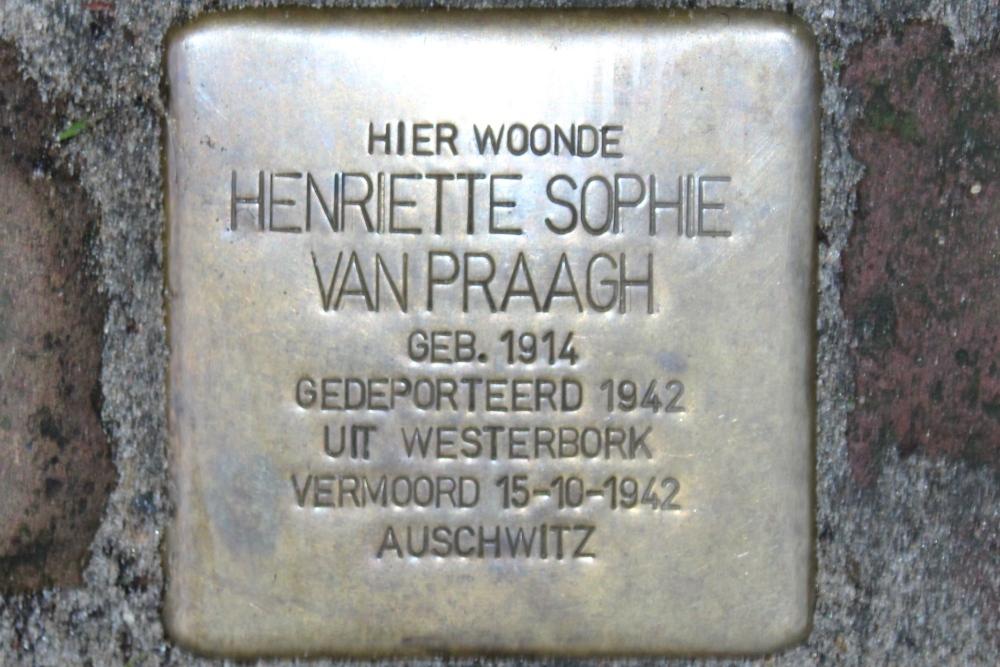 HIER WOONDE
HENRIETTE SOPHIE
VAN PRAAGH
GEB. 1914
GEDEPORTEERD 1942
UIT WESTERBORK
VERMOORD 15-10-1942
AUSCHWITZ